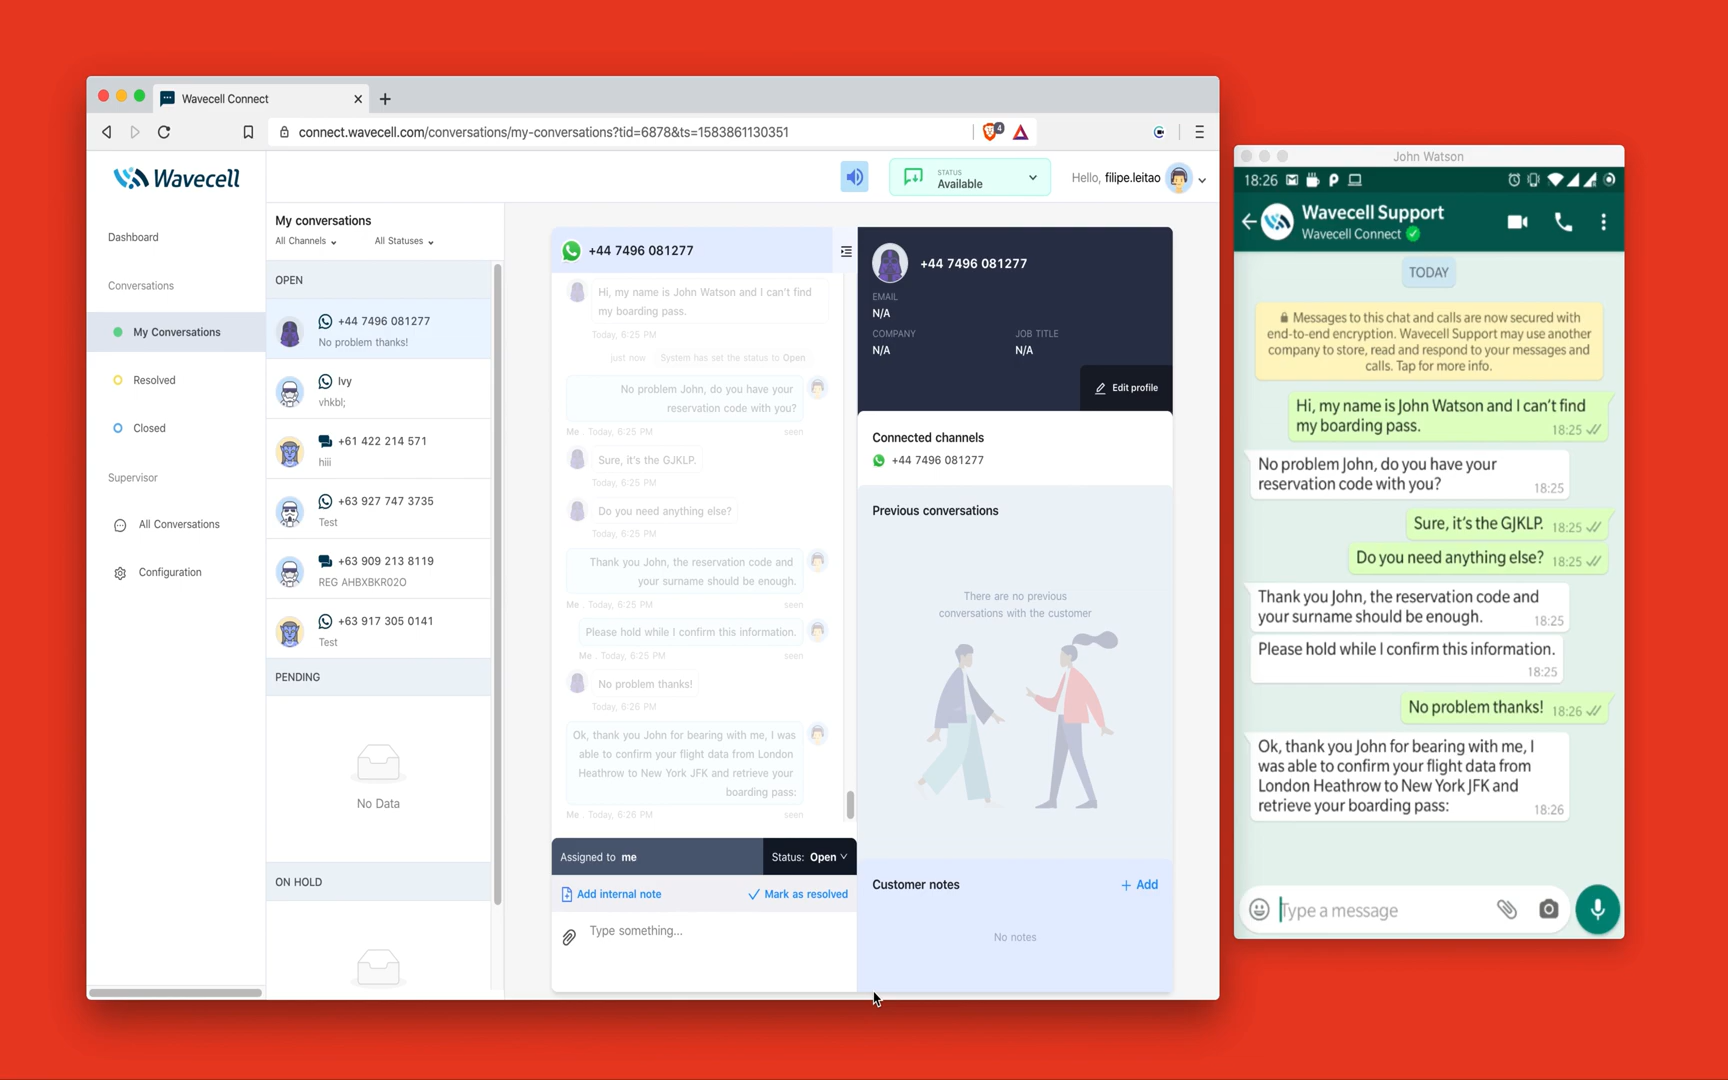 Wavecell Connect
4
connect.wavecell.com/conversations/my-conversations?tid=6878&ts=1583861130351
Wavecell
STATUS
Available
Hello, filipe.leitao
Dashboard
Conversations
My Conversations
Resolved
Closed
Supervisor
All Conversations
Configuration
My conversations
All Channels
All Statuses
OPEN
+44 7496 081277
No problem thanks!
Ivy
vhkbl;
+61 422 214 571
hiii
+63 927 747 3735
Test
+63 909 213 8119
REG AHBXBKR02O
+63 917 305 0141
Test
PENDING
No Data
ON HOLD
+44 7496 081277
Hi, my name is John Watson and I can't find
my boarding pass.
Today, 6:25 PM
just now System has set the status to Open
No problem John, do you have your
reservation code with you?
Me . Today, 6:25 PM seen
Sure, it's the GJKLP.
Today, 6:25 PM
Do you need anything else?
Today, 6:25 PM
Thank you John, the reservation code and
your surname should be enough.
Me . Today, 6:25 PM seen
Please hold while I confirm this information.
Me . Today, 6:25 PM seen
No problem thanks!
Today, 6:26 PM
Ok, thank you John for bearing with me, I was
able to confirm your flight data from London
Heathrow to New York JFK and retrieve your
boarding pass:
Me . Today, 6:26 PM seen
Assigned to me
Status: Open
Add internal note
Mark as resolved
Type something...
+44 7496 081277
EMAIL
N/A
COMPANY JOB TITLE
N/A N/A
Edit profile
Connected channels
+44 7496 081277
Previous conversations
There are no previous
conversations with the customer
Customer notes
+ Add
No notes
John Watson
18:26
Wavecell Support
Wavecell Connect
TODAY
Messages to this chat and calls are now secured with
end-to-end encryption. Wavecell Support may use another
company to store, read and respond to your messages and
calls. Tap for more info.
Hi, my name is John Watson and I can't find
my boarding pass. 18:25
No problem John, do you have your
reservation code with you? 18:25
Sure, it's the GJKLP. 18:25
Do you need anything else? 18:25
Thank you John, the reservation code and
your surname should be enough. 18:25
Please hold while I confirm this information.
18:25
No problem thanks! 18:26
Ok, thank you John for bearing with me, I
was able to confirm your flight data from
London Heathrow to New York JFK and
retrieve your boarding pass: 18:26
Type a message